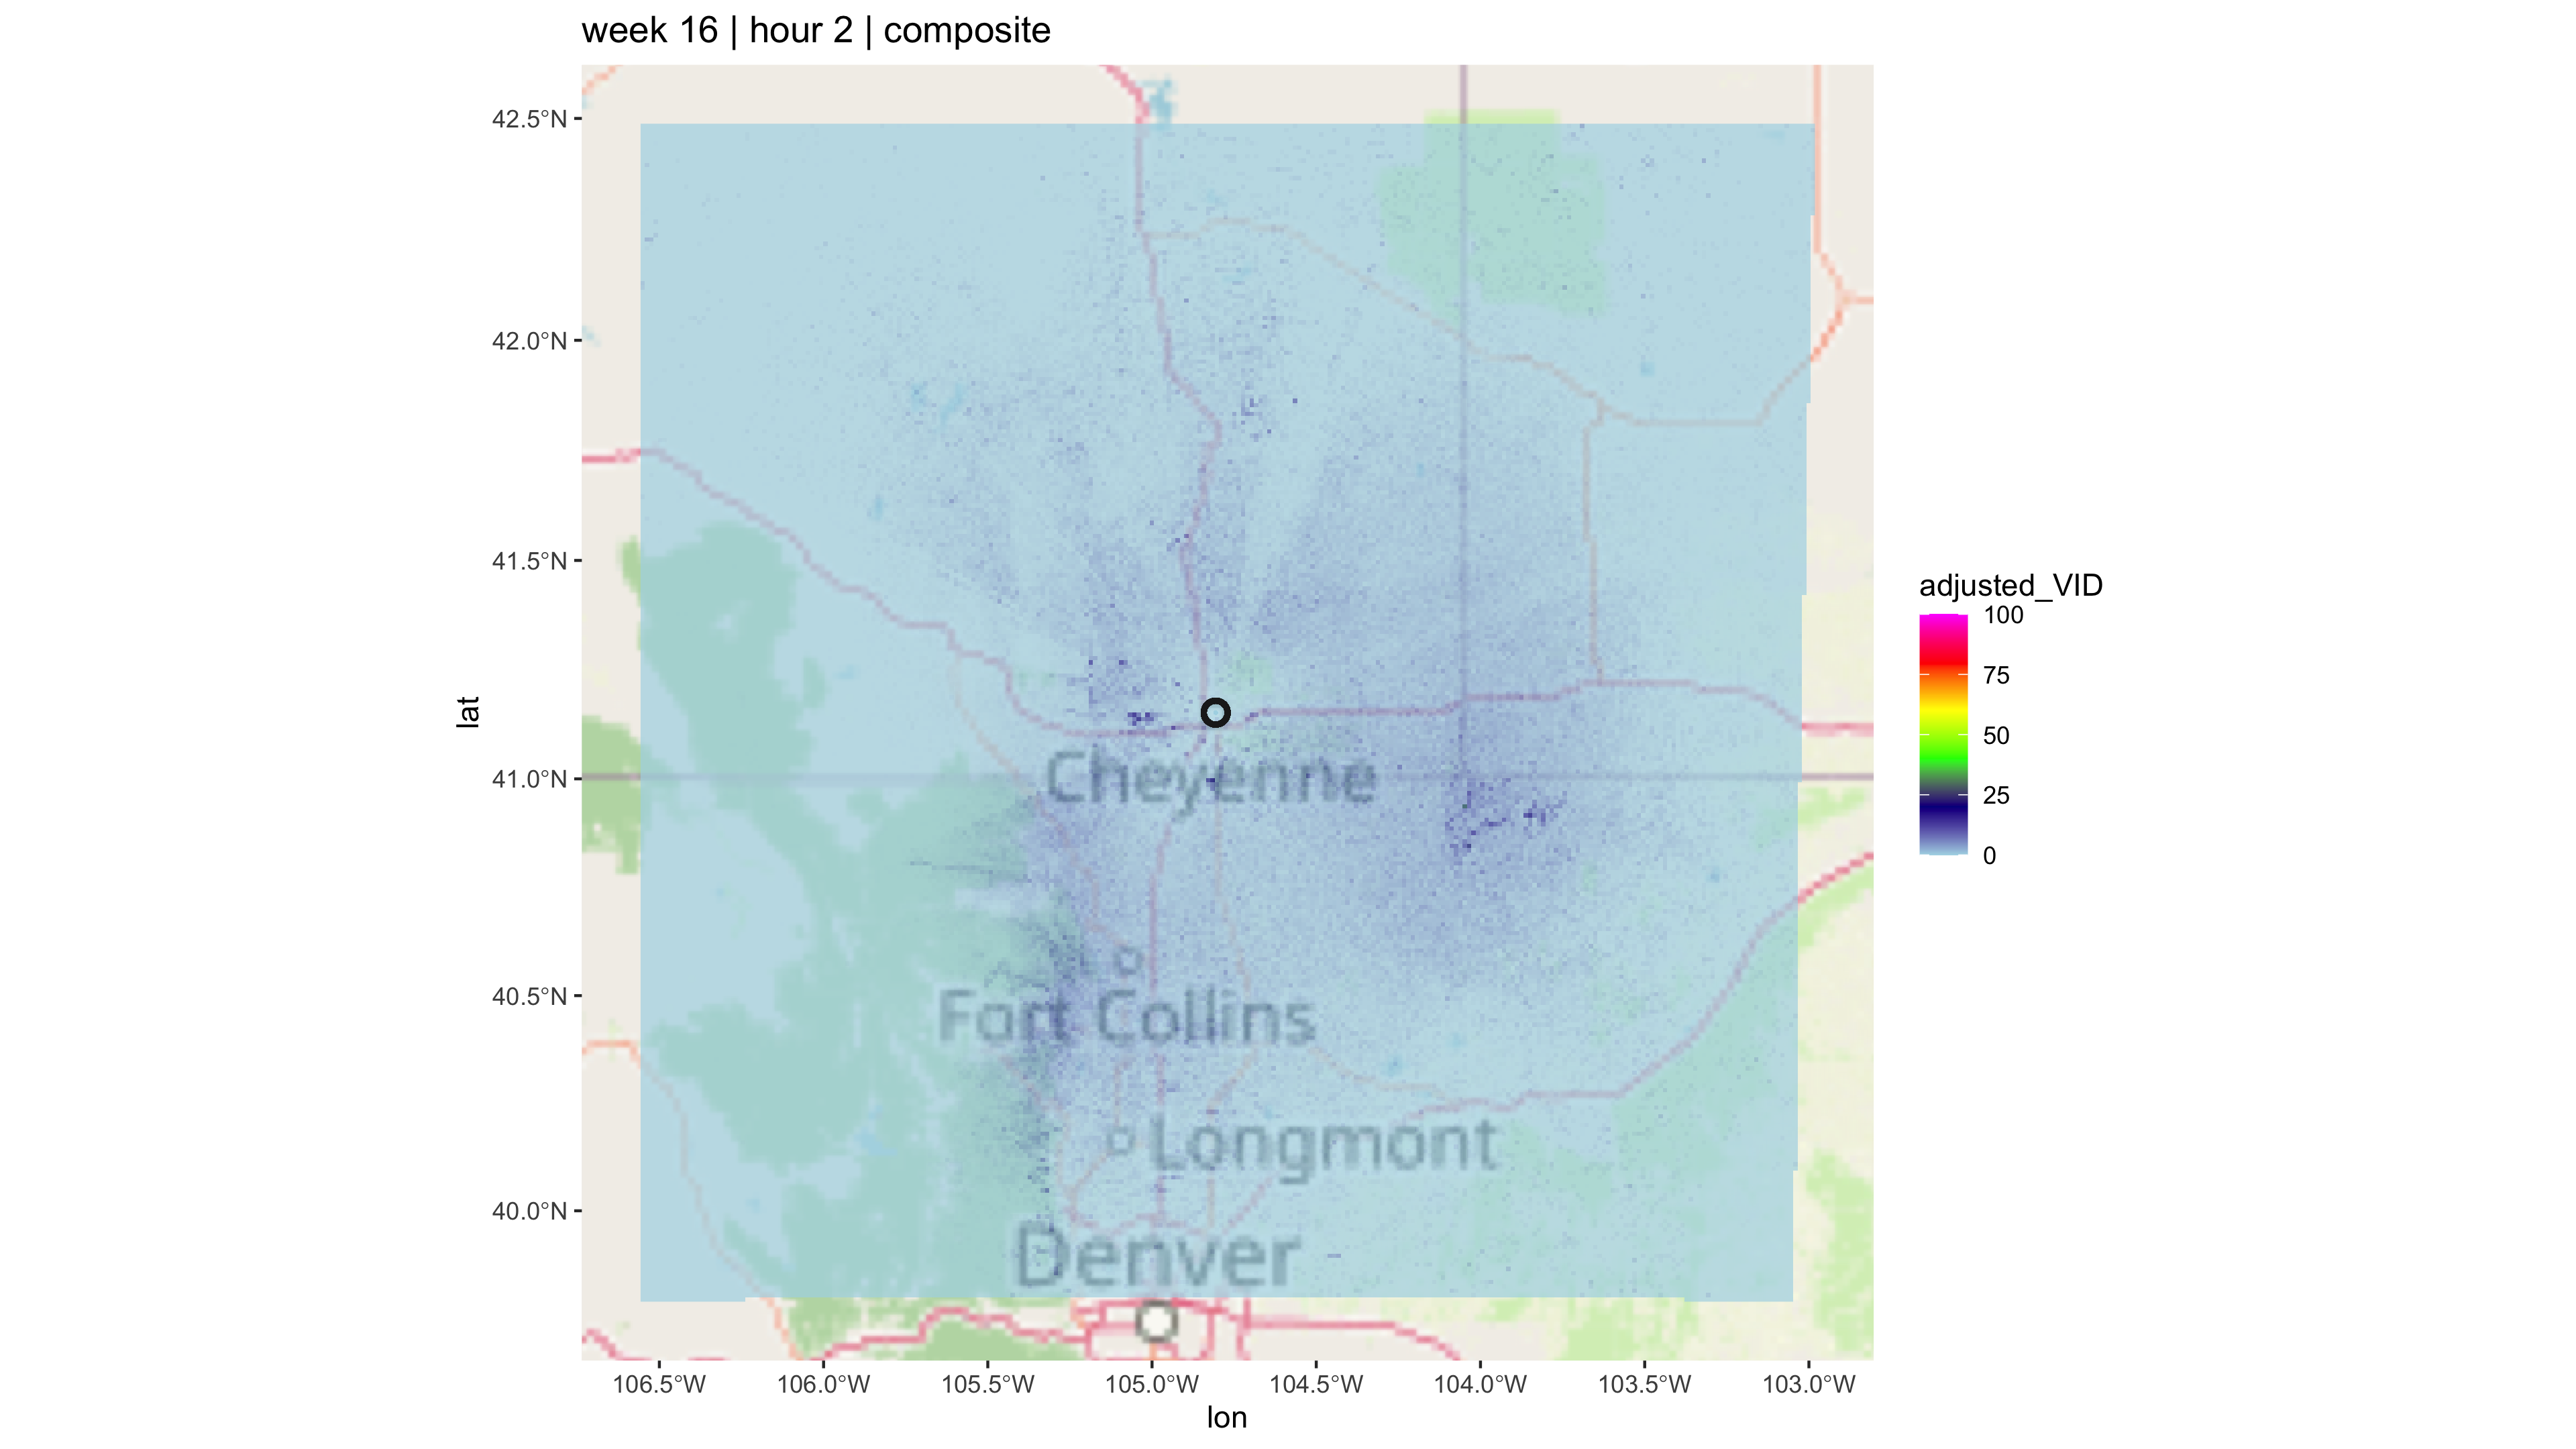 week 16 | hour 2 | composite
42.5°N
42.0°N
41.5°N
41.0°N
40.5°N
40.0°N
lat
Cheyenne
Fort Collins
Longmont
Denver
106.5°W
106.0°W
105.5°W
105.0°W
104.5°W
104.0°W
103.5°W
103.0°W
lon
adjusted_VID
100
75
50
25
0